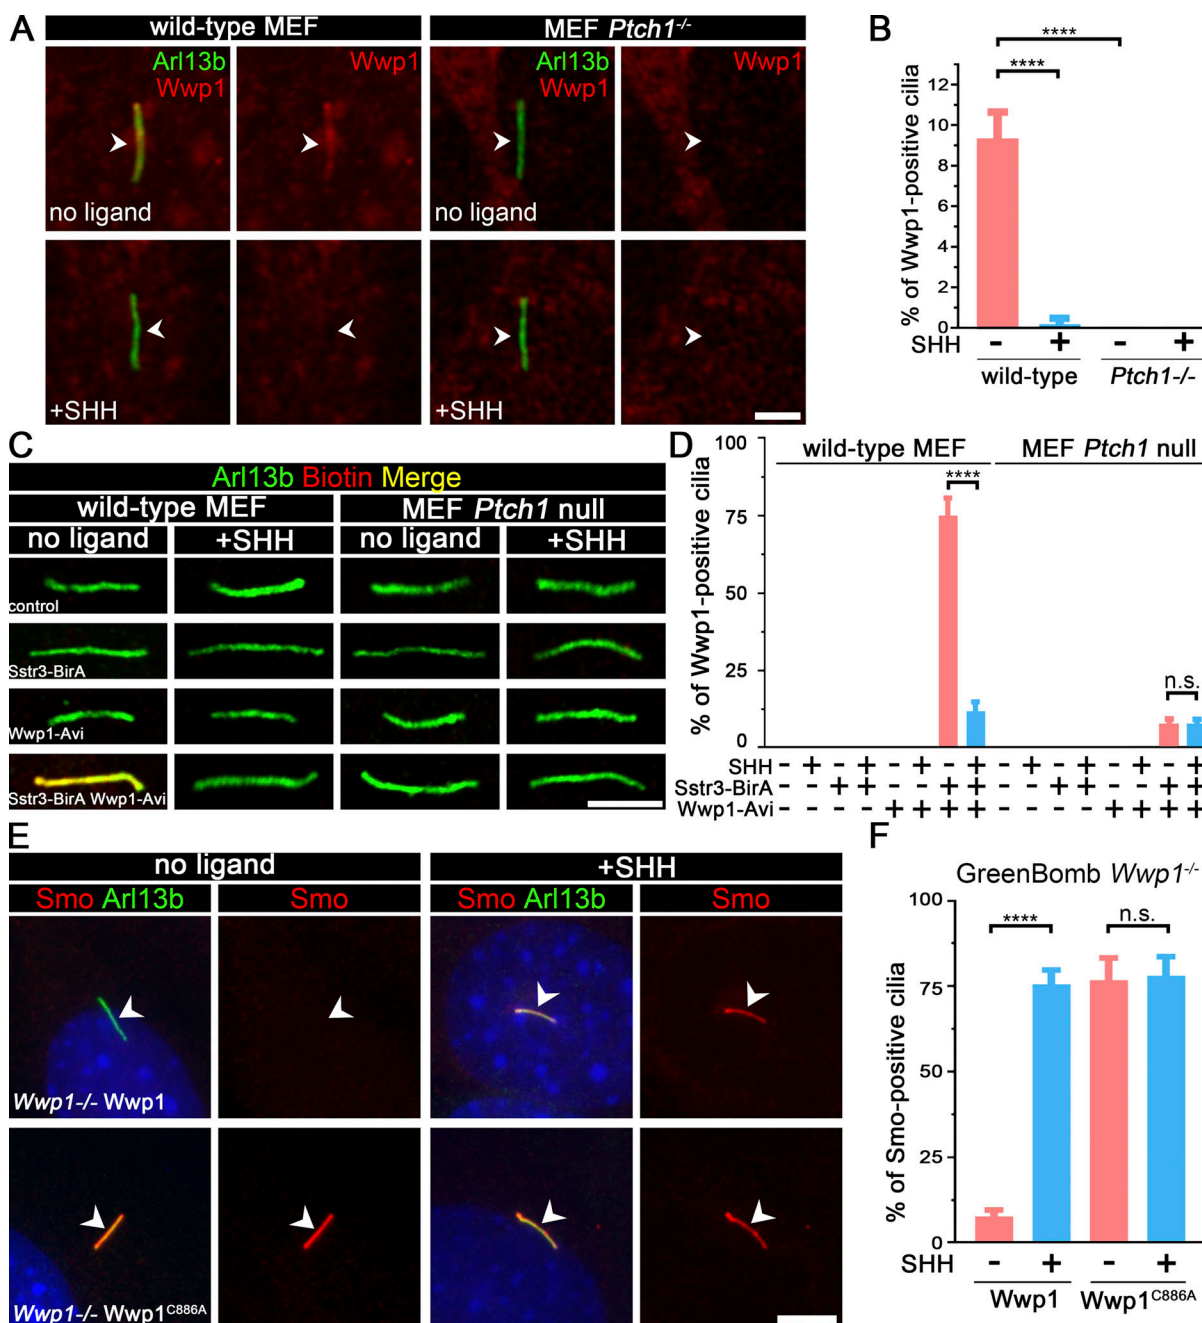 A
wild-type MEF
MEF Ptch1-/-
Arl13b
Wwp1
Wwp1
Arl13b
Wwp1
Wwp1
no ligand
no ligand
+SHH
+SHH
B
****
****
% of Wwp1-positive cilia
12
10
8
6
4
2
0
SHH - + - +
wild-type Ptch1-/-
C
Arl13b Biotin Merge
wild-type MEF
MEF Ptch1 null
no ligand
+SHH
no ligand
+SHH
control
Sstr3-BirA
Wwp1-Avi
Sstr3-BirA Wwp1-Avi
D
wild-type MEF
MEF Ptch1 null
% of Wwp1-positive cilia
100
75
50
25
0
****
n.s.
SHH - + - + - + - + - + - + - + - +
Sstr3-BirA - - + + - - + + - - + + - - + +
Wwp1-Avi - - - - + + + + - - - - + + + +
E
no ligand
+SHH
Smo Arl13b
Smo
Smo Arl13b
Smo
Wwp1-/- Wwp1
Wwp1-/- Wwp1C886A
F
GreenBomb Wwp1-/-
% of Smo-positive cilia
100
75
50
25
0
****
n.s.
SHH - + - +
Wwp1 Wwp1C886A